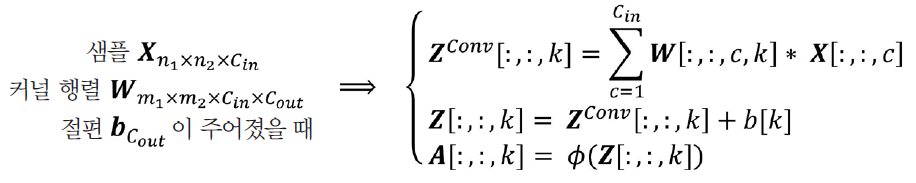 샘플 X_{n_1×n_2×C_{in}}
커널 행렬 W_{m_1×m_2×C_{in}×C_{out}}
절편 b_{C_{out}} 이 주어졌을 때
⟹
Z^{Conv}[:,:,k] = \sum_{c=1}^{C_{in}} W[:,:,c,k] * X[:,:,c]
Z[:,:,k] = Z^{Conv}[:,:,k] + b[k]
A[:,:,k] = ϕ(Z[:,:,k])